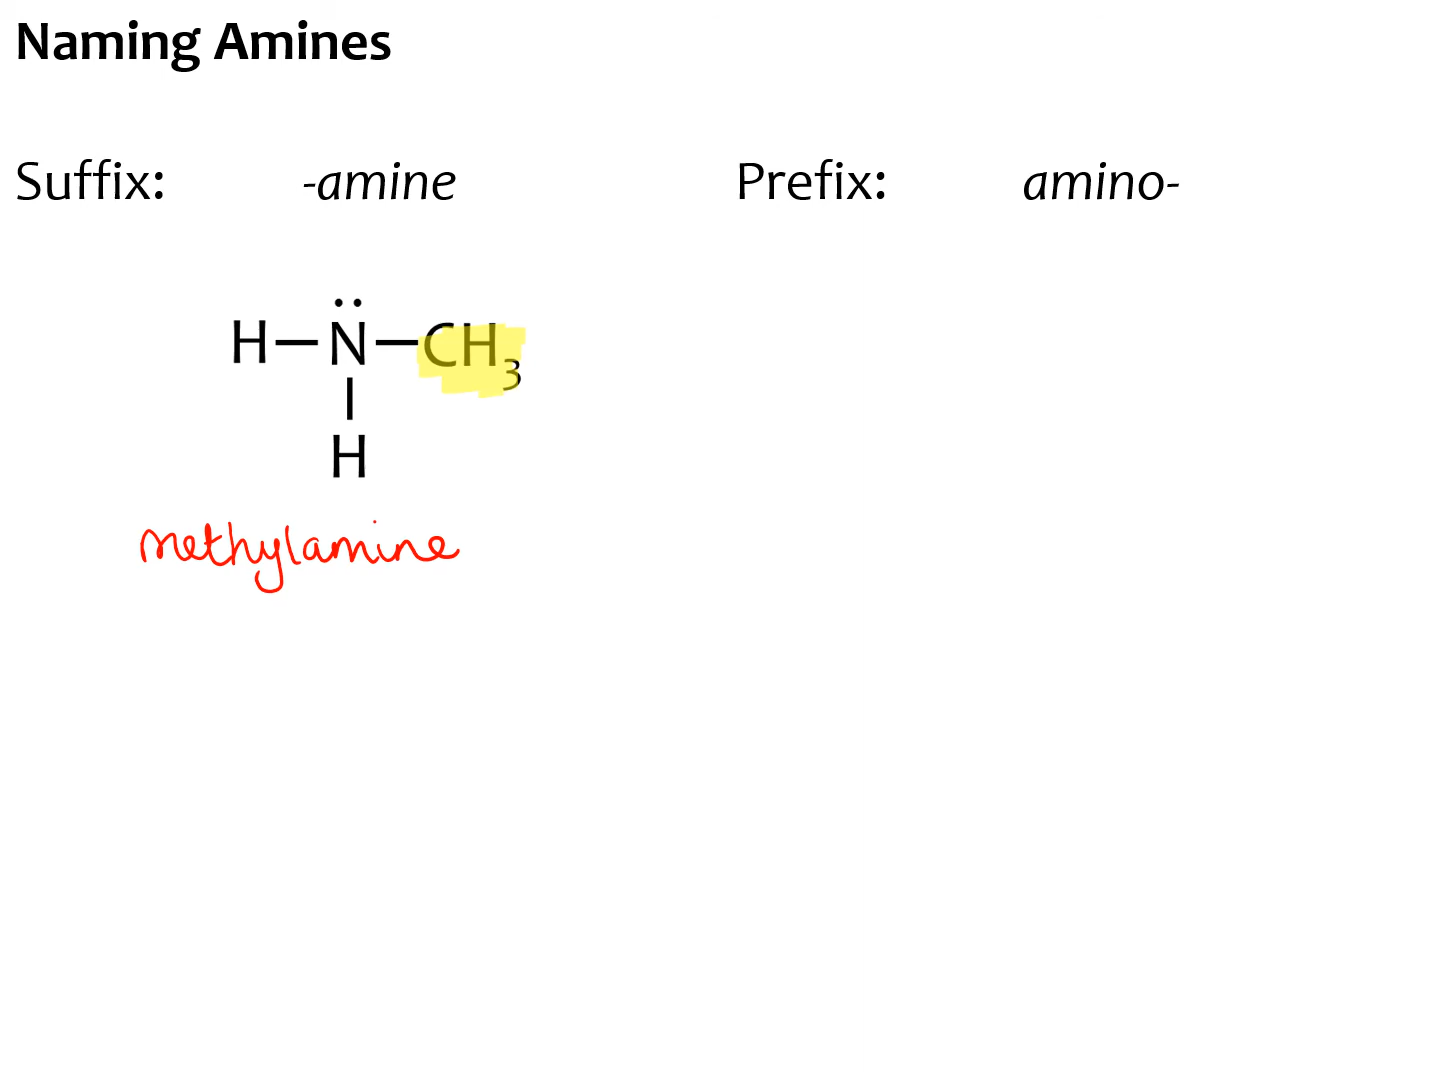 Naming Amines
Suffix: -amine Prefix: amino-
H—N̈—CH₃
|
H
methylamine